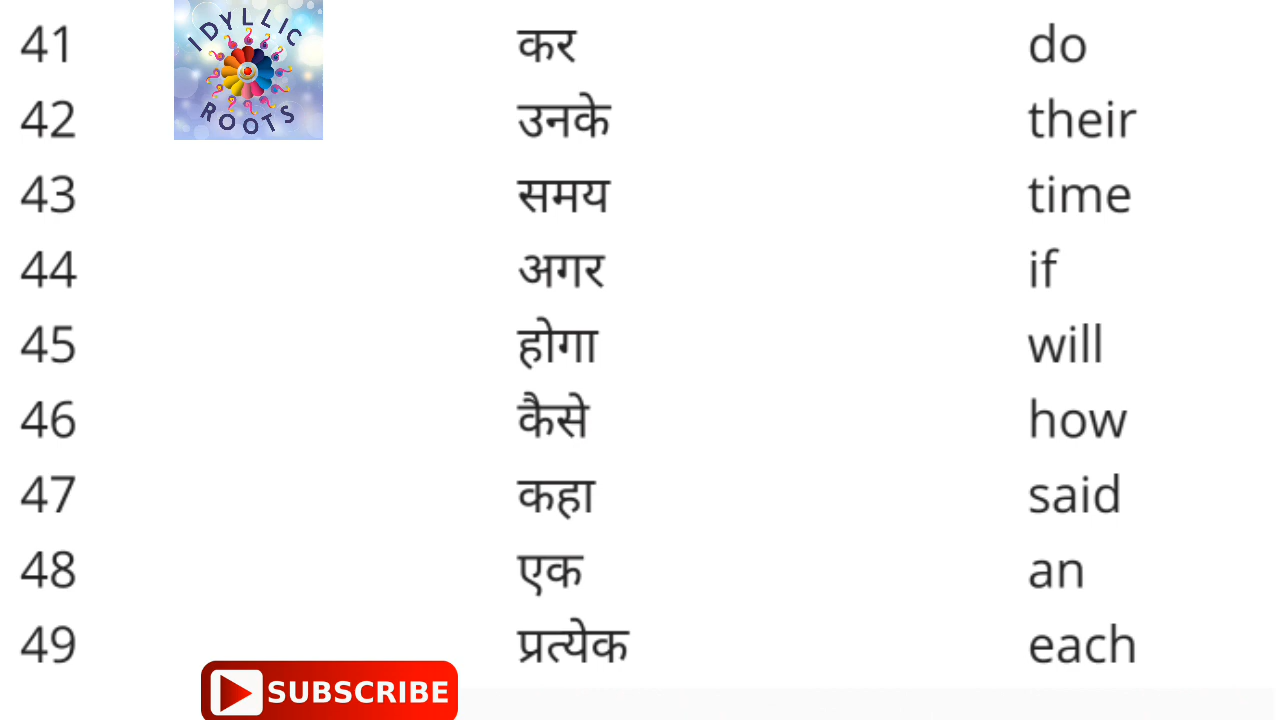 IDYLLIC
ROOTS
41 कर do
42 उनके their
43 समय time
44 अगर if
45 होगा will
46 कैसे how
47 कहा said
48 एक an
49 प्रत्येक each
SUBSCRIBE